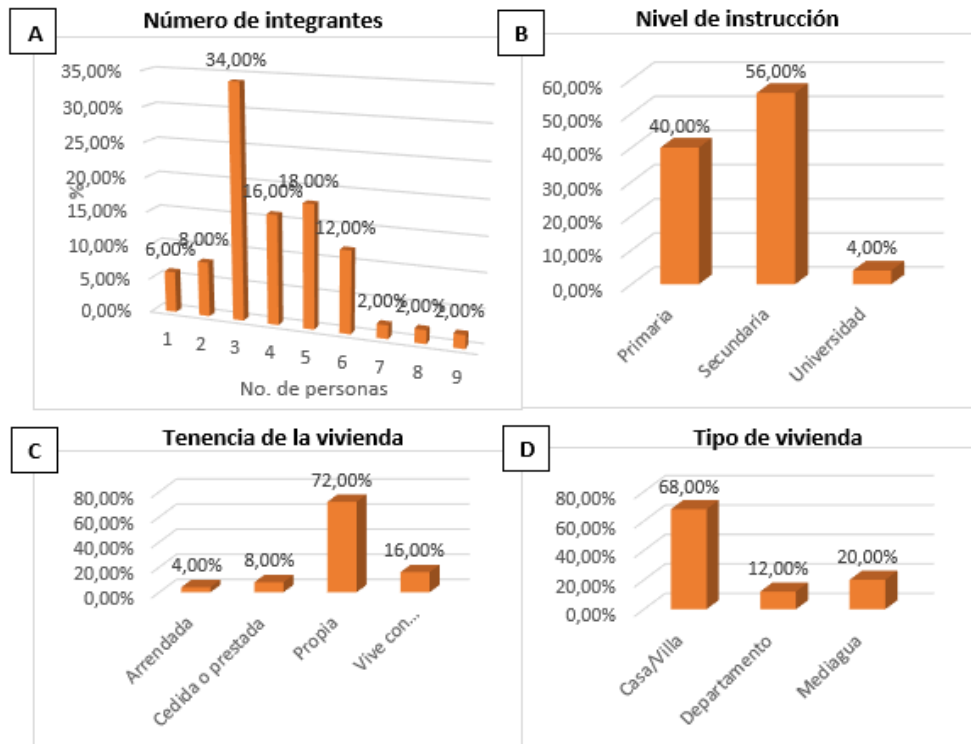 A
Número de integrantes
35,00%
30,00%
25,00%
20,00%
15,00%
10,00%
5,00%
0,00%
%
6,00%
8,00%
34,00%
16,00%
18,00%
12,00%
2,00%
2,00%
2,00%
1 2 3 4 5 6 7 8 9
No. de personas
B
Nivel de instrucción
60,00%
50,00%
40,00%
30,00%
20,00%
10,00%
0,00%
40,00%
56,00%
4,00%
Primaria
Secundaria
Universidad
C
Tenencia de la vivienda
80,00%
60,00%
40,00%
20,00%
0,00%
4,00%
8,00%
72,00%
16,00%
Arrendada
Cedida o prestada
Propia
Vive con...
D
Tipo de vivienda
80,00%
60,00%
40,00%
20,00%
0,00%
68,00%
12,00%
20,00%
Casa/Villa
Departamento
Mediagua